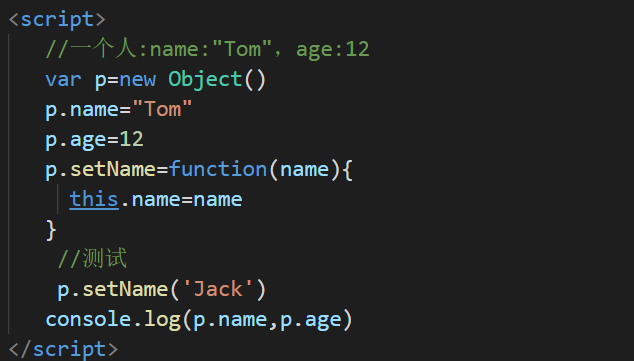 <script>
//一个人:name:"Tom", age:12
var p=new Object()
p.name="Tom"
p.age=12
p.setName=function(name){
this.name=name
}
//测试
p.setName('Jack')
console.log(p.name,p.age)
</script>